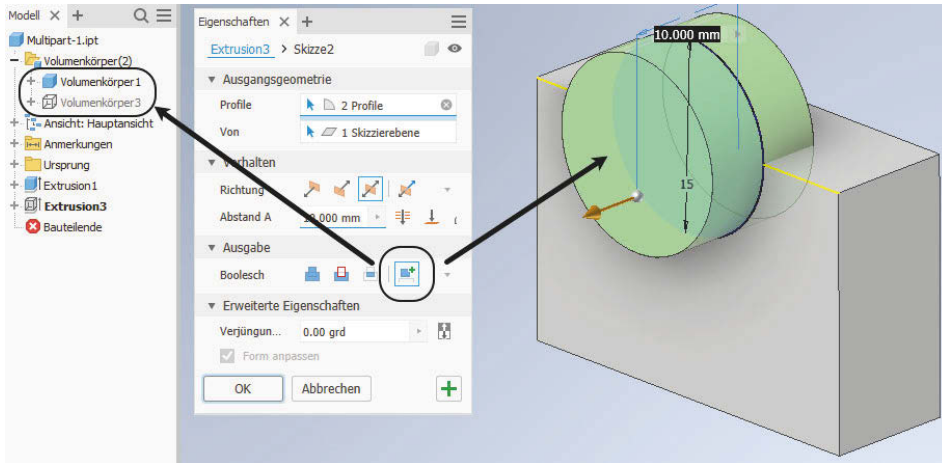 Modell × +
Multipart-1.ipt
Volumenkörper(2)
Volumenkörper1
Volumenkörper3
Ansicht: Hauptansicht
Anmerkungen
Ursprung
Extrusion1
Extrusion3
Bauteilende
Eigenschaften × +
Extrusion3 > Skizze2
Ausgangsgeometrie
Profile 2 Profile
Von 1 Skizzierebene
Verhalten
Richtung
Abstand A 10.000 mm
Ausgabe
Boolesch
Erweiterte Eigenschaften
Verjüngun... 0.00 grd
Form anpassen
OK Abbrechen
10.000 mm
15